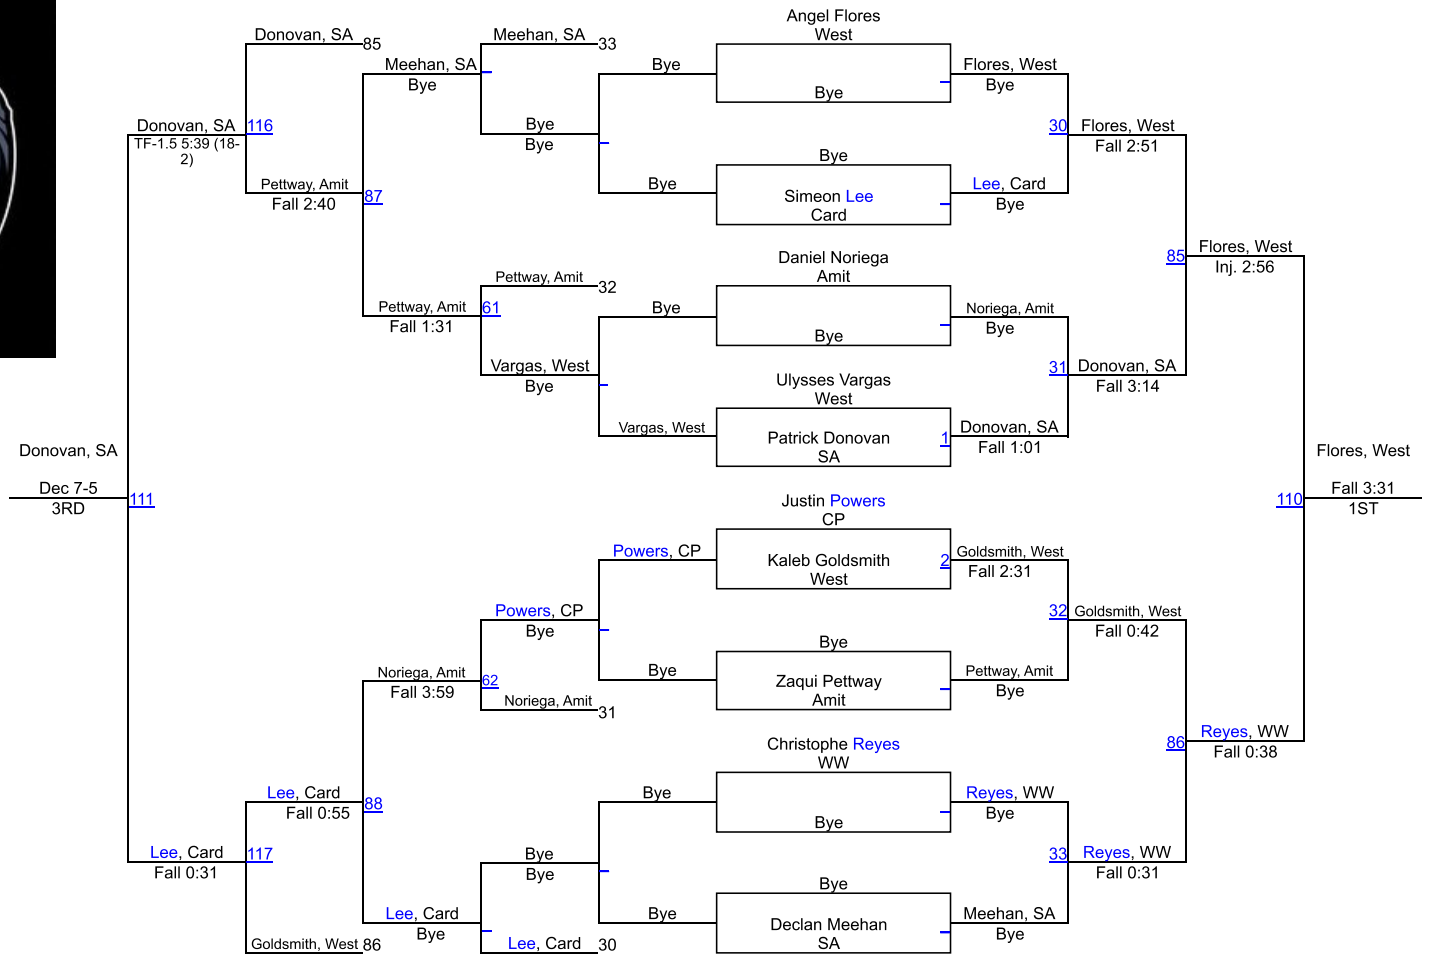 Angel Flores
West
Donovan, SA
85
Meehan, SA
33
Meehan, SA
Bye
Bye
Bye
Flores, West
Bye
Donovan, SA
116
TF-1.5 5:39 (18-
2)
Bye
Bye
30
Flores, West
Fall 2:51
Bye
Pettway, Amit
Fall 2:40
87
Bye
Simeon Lee
Card
Lee, Card
Bye
Daniel Noriega
Amit
85
Flores, West
Inj. 2:56
Pettway, Amit
32
Pettway, Amit
Fall 1:31
61
Bye
Bye
Noriega, Amit
Bye
Vargas, West
Bye
31
Donovan, SA
Fall 3:14
Ulysses Vargas
West
Vargas, West
Patrick Donovan
SA
1
Donovan, SA
Fall 1:01
Donovan, SA
Dec 7-5
3RD
111
Flores, West
110
Fall 3:31
1ST
Justin Powers
CP
Powers, CP
Kaleb Goldsmith
West
2
Goldsmith, West
Fall 2:31
Powers, CP
Bye
32
Goldsmith, West
Fall 0:42
Bye
Noriega, Amit
Fall 3:59
62
Bye
Zaqui Pettway
Amit
Pettway, Amit
Bye
Noriega, Amit
31
Christophe Reyes
WW
86
Reyes, WW
Fall 0:38
Lee, Card
Fall 0:55
88
Bye
Bye
Reyes, WW
Bye
Lee, Card
Fall 0:31
117
Bye
Bye
33
Reyes, WW
Fall 0:31
Bye
Lee, Card
Bye
Bye
Declan Meehan
SA
Meehan, SA
Bye
Goldsmith, West
86
Lee, Card
30